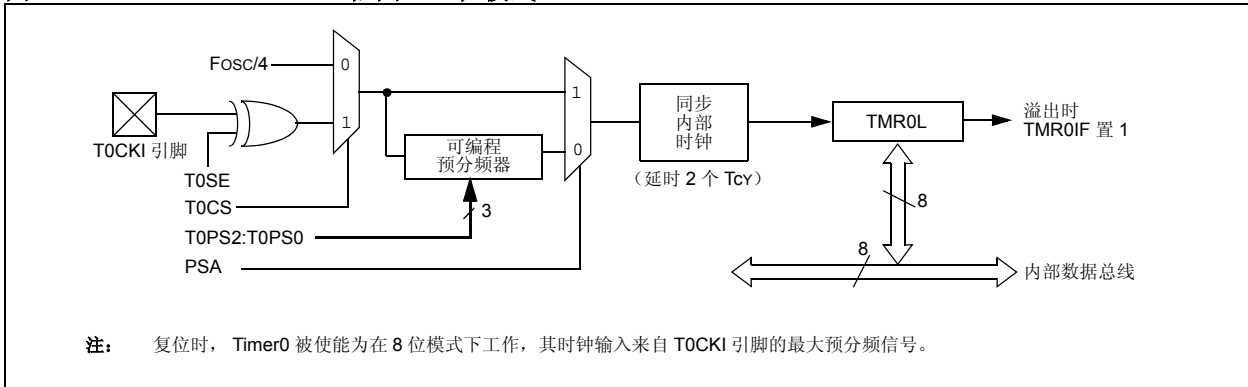 Fosc/4
0
1
T0CKI 引脚
T0SE
T0CS
T0PS2:T0PS0
PSA
可编程
预分频器
3
1
0
同步
内部
时钟
（延时 2 个 TCY）
TMR0L
溢出时
TMR0IF 置 1
8
8
内部数据总线
注： 复位时， Timer0 被使能为在 8 位模式下工作，其时钟输入来自 T0CKI 引脚的最大预分频信号。